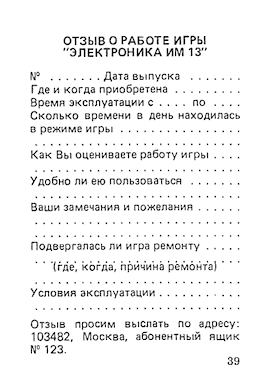 ОТЗЫВ О РАБОТЕ ИГРЫ
"ЭЛЕКТРОНИКА ИМ 13"
№ . . . . . . . Дата выпуска . . . . . . .
Где и когда приобретена . . . . . . . .
Время эксплуатации с . . . . по . . . .
Сколько времени в день находилась
в режиме игры . . . . . . . . . . . . . .
. . . . . . . . . . . . . . . . . . . . . . . .
Как Вы оцениваете работу игры . . . .
. . . . . . . . . . . . . . . . . . . . . . . .
Удобно ли ею пользоваться . . . . . . .
. . . . . . . . . . . . . . . . . . . . . . . .
Ваши замечания и пожелания . . . . . .
. . . . . . . . . . . . . . . . . . . . . . . .
. . . . . . . . . . . . . . . . . . . . . . . .
Подвергалась ли игра ремонту . . . . .
. . . . . . . . . . . . . . . . . . . . . . . .
(где, когда, причина ремонта)
. . . . . . . . . . . . . . . . . . . . . . . .
Условия эксплуатации . . . . . . . . . .
. . . . . . . . . . . . . . . . . . . . . . . .
Отзыв просим выслать по адресу:
103482, Москва, абонентный ящик
№ 123.
39